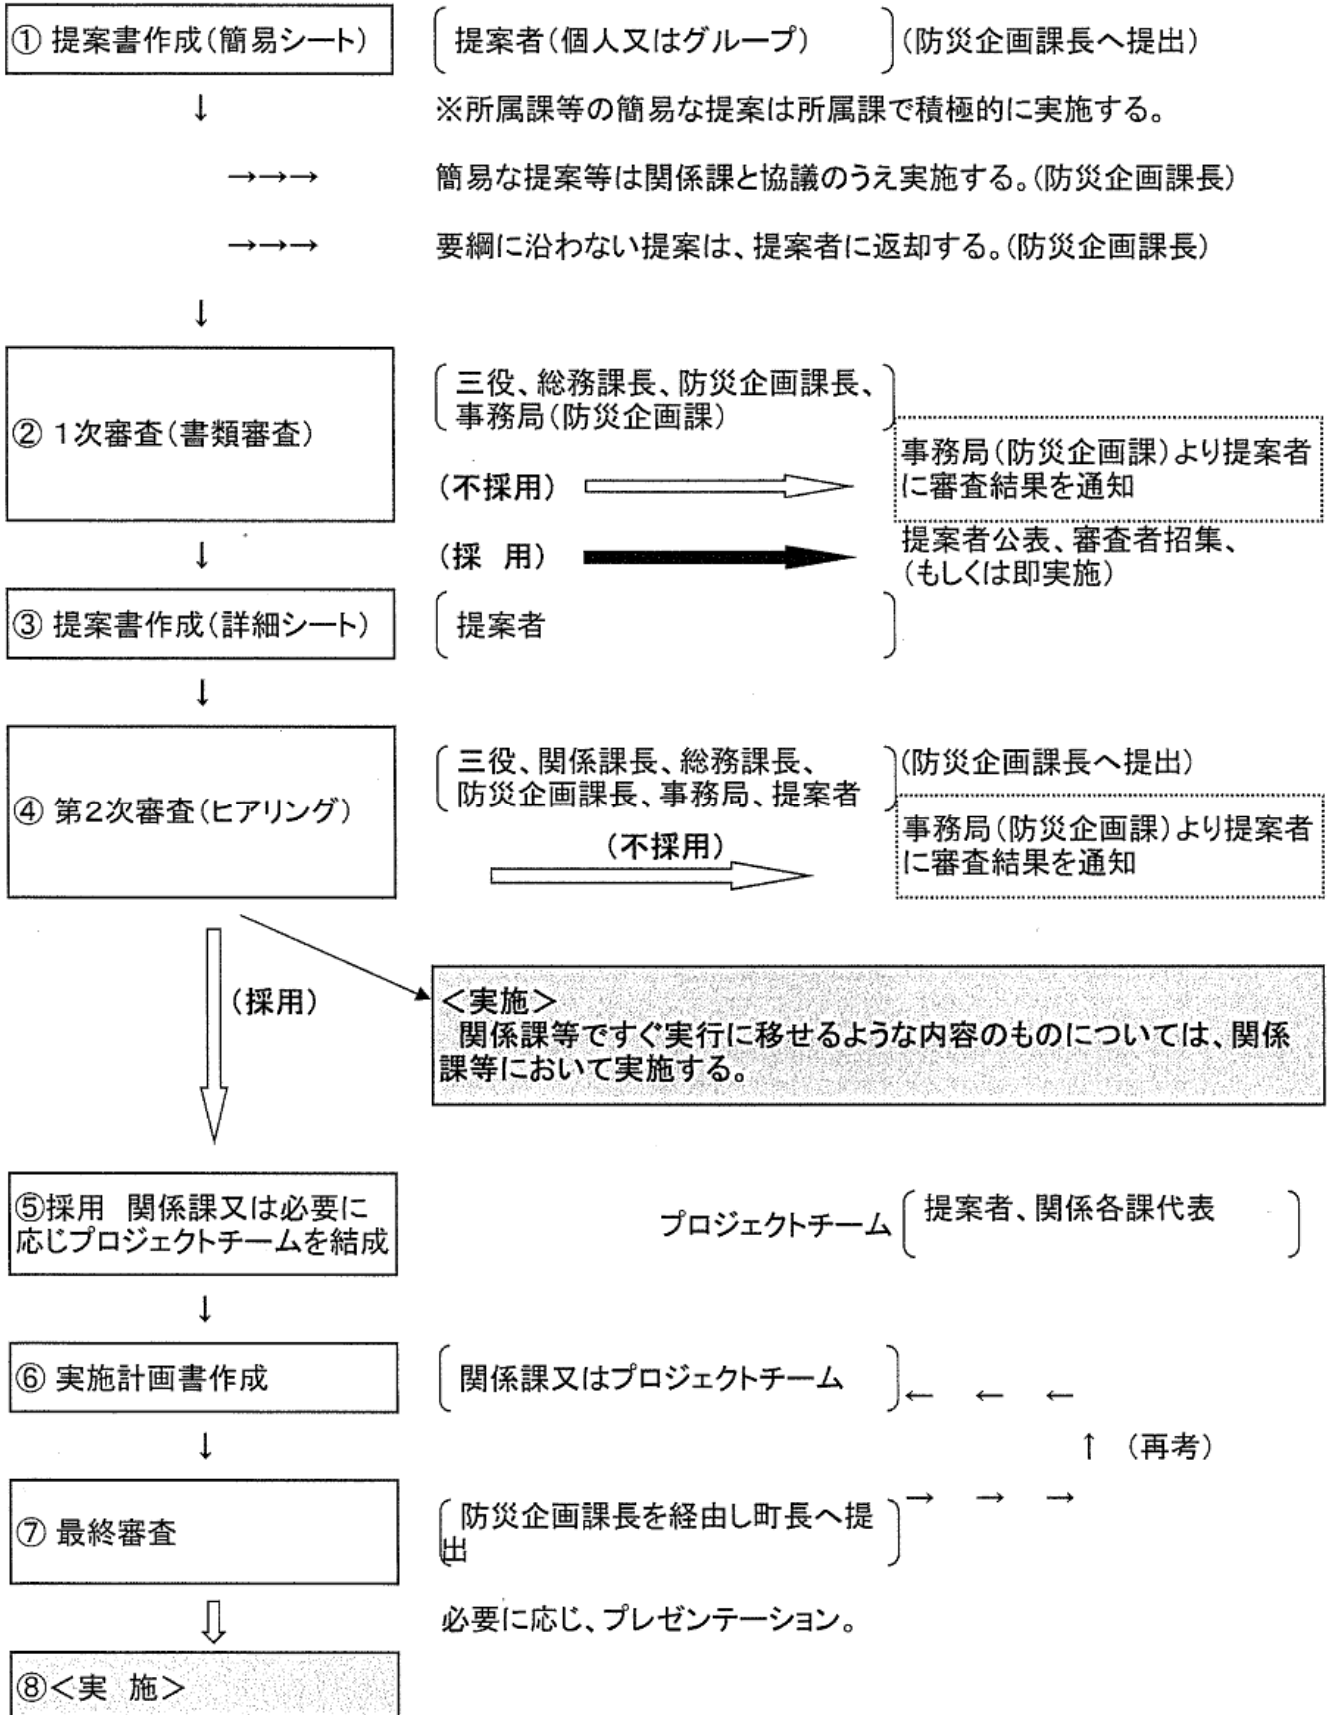 ① 提案書作成(簡易シート)
提案者(個人又はグループ)
(防災企画課長へ提出)
↓
※所属課等の簡易な提案は所属課で積極的に実施する。
→→→
簡易な提案等は関係課と協議のうえ実施する。(防災企画課長)
→→→
要綱に沿わない提案は、提案者に返却する。(防災企画課長)
↓
② 1次審査(書類審査)
三役、総務課長、防災企画課長、
事務局(防災企画課)
(不採用)
事務局(防災企画課)より提案者
に審査結果を通知
↓
(採 用)
提案者公表、審査者招集、
(もしくは即実施)
③ 提案書作成(詳細シート)
提案者
↓
④ 第2次審査(ヒアリング)
三役、関係課長、総務課長、
防災企画課長、事務局、提案者
(防災企画課長へ提出)
(不採用)
事務局(防災企画課)より提案者
に審査結果を通知
(採用)
<実施>
関係課等ですぐ実行に移せるような内容のものについては、関係
課等において実施する。
⑤採用 関係課又は必要に
応じプロジェクトチームを結成
プロジェクトチーム
提案者、関係各課代表
↓
⑥ 実施計画書作成
関係課又はプロジェクトチーム
← ← ←
↓
↑ (再考)
⑦ 最終審査
防災企画課長を経由し町長へ提
出
→ → →
必要に応じ、プレゼンテーション。
⑧<実 施>